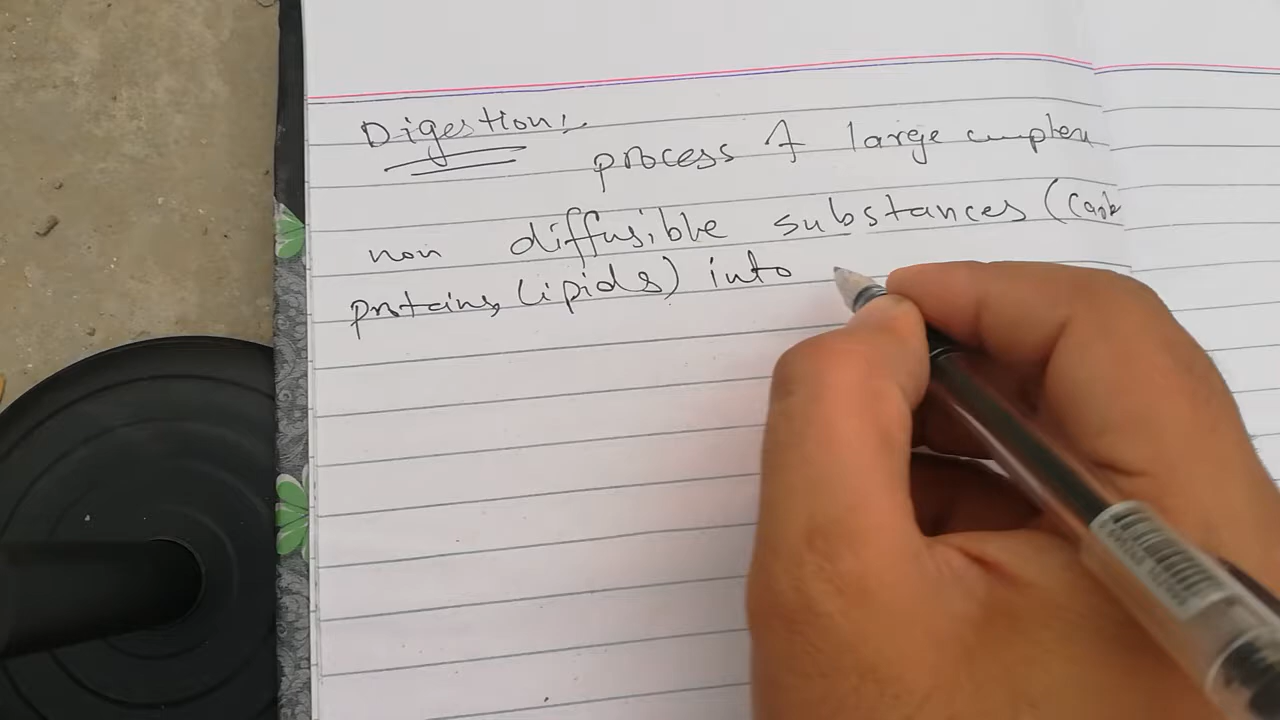 Digestion:
process of large complex
non diffusible substances (Carb
proteins, lipids) into